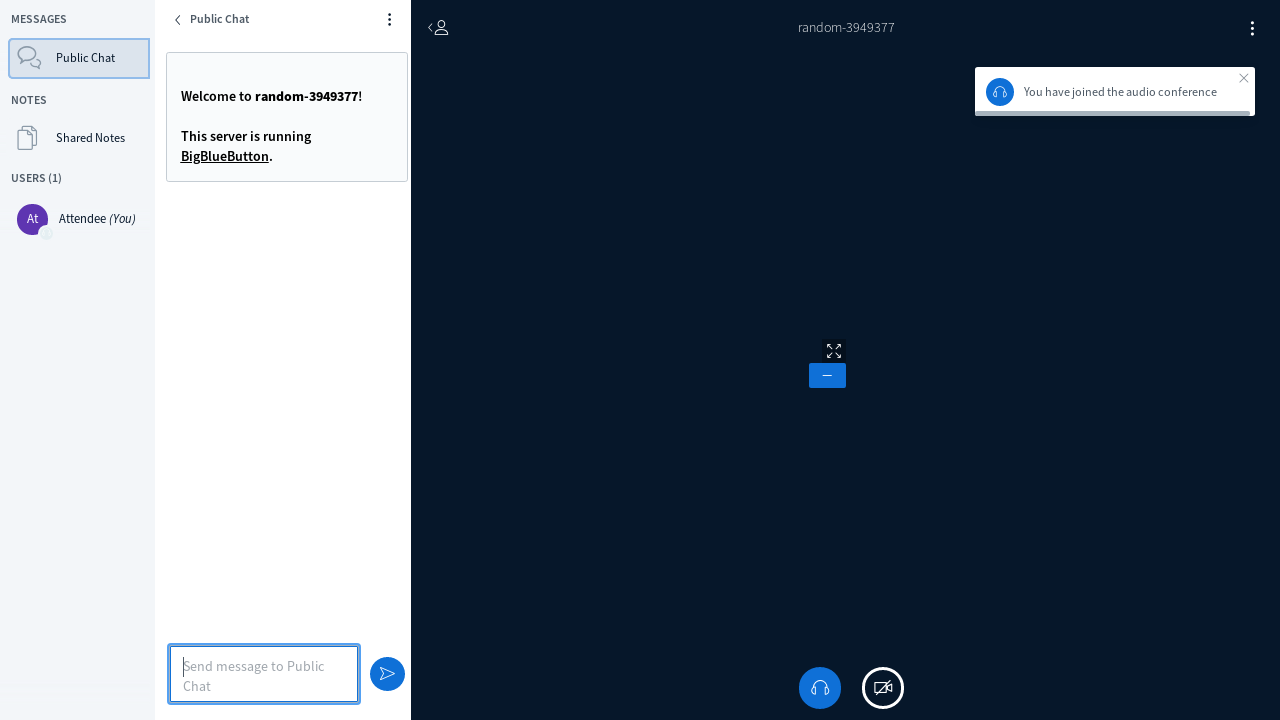 MESSAGES
Public Chat
NOTES
Shared Notes
USERS (1)
At
Attendee (You)
Public Chat
Welcome to random-3949377!
This server is running
BigBlueButton.
Send message to Public
Chat
random-3949377
You have joined the audio conference